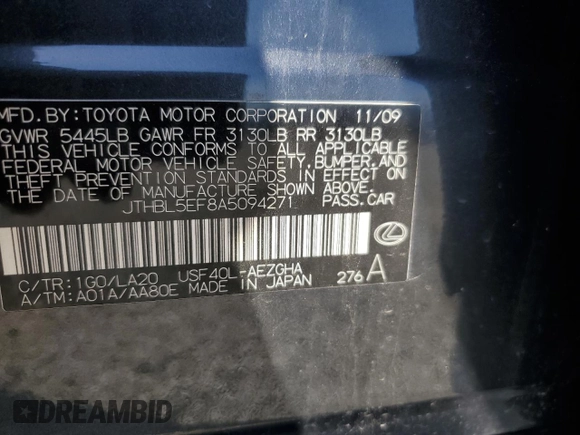 MFD. BY: TOYOTA MOTOR CORPORATION 11/09
GVWR 5445LB GAWR FR 3130LB RR 3130LB
THIS VEHICLE CONFORMS TO ALL APPLICABLE
FEDERAL MOTOR VEHICLE SAFETY, BUMPER, AND
THEFT PREVENTION STANDARDS IN EFFECT ON
THE DATE OF MANUFACTURE SHOWN ABOVE.
JTHBL5EF8A5094271 PASS.CAR
C/TR:1G0/LA20 USF40L-AEZGHA
A/TM:A01A/AA80E MADE IN JAPAN 276A
DREAMBID